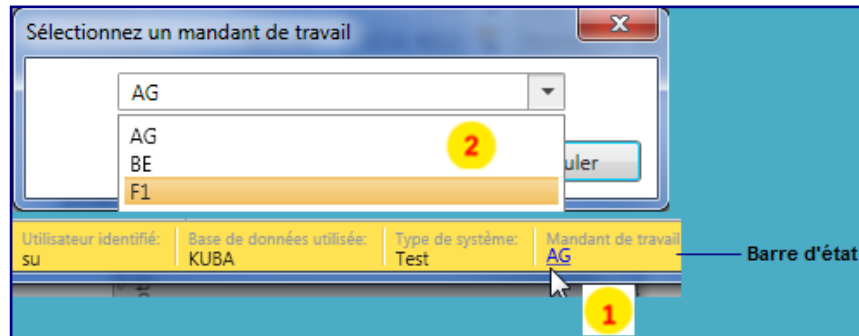 Sélectionnez un mandant de travail
AG
AG
BE
F1
2
uler
Utilisateur identifié:
su
Base de données utilisée:
KUBA
Type de système:
Test
Mandant de travail
AG
Barre d'état
1